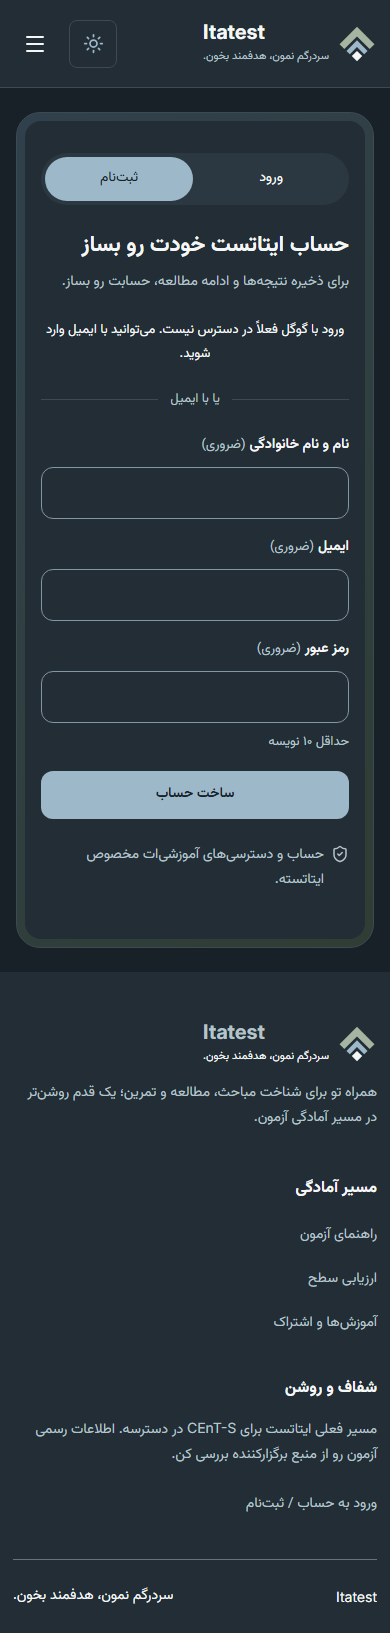 Itatest
سردرگم نمون، هدفمند بخون.
ورود
ثبت‌نام
حساب ایتاتست خودت رو بساز
برای ذخیره نتیجه‌ها و ادامه مطالعه، حسابت رو بساز.
ورود با گوگل فعلاً در دسترس نیست. می‌توانید با ایمیل وارد
شوید.
یا با ایمیل
نام و نام خانوادگی (ضروری)
ایمیل (ضروری)
رمز عبور (ضروری)
حداقل ۱۰ نویسه
ساخت حساب
حساب و دسترسی‌های آموزشی‌ات مخصوص
ایتاتسته.
Itatest
سردرگم نمون، هدفمند بخون.
همراه تو برای شناخت مباحث، مطالعه و تمرین؛ یک قدم روشن‌تر
در مسیر آمادگی آزمون.
مسیر آمادگی
راهنمای آزمون
ارزیابی سطح
آموزش‌ها و اشتراک
شفاف و روشن
مسیر فعلی ایتاتست برای CEnT-S در دسترسه. اطلاعات رسمی
آزمون رو از منبع برگزارکننده بررسی کن.
ورود به حساب / ثبت‌نام
Itatest
سردرگم نمون، هدفمند بخون.